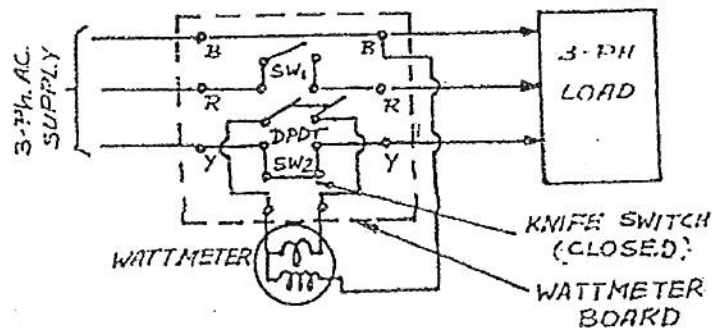 3-Ph. A.C.
SUPPLY
B
B
3-PH
LOAD
SW1
R
R
DPDT
SW2
Y
Y
KNIFE SWITCH
(CLOSED)
WATTMETER
WATTMETER
BOARD